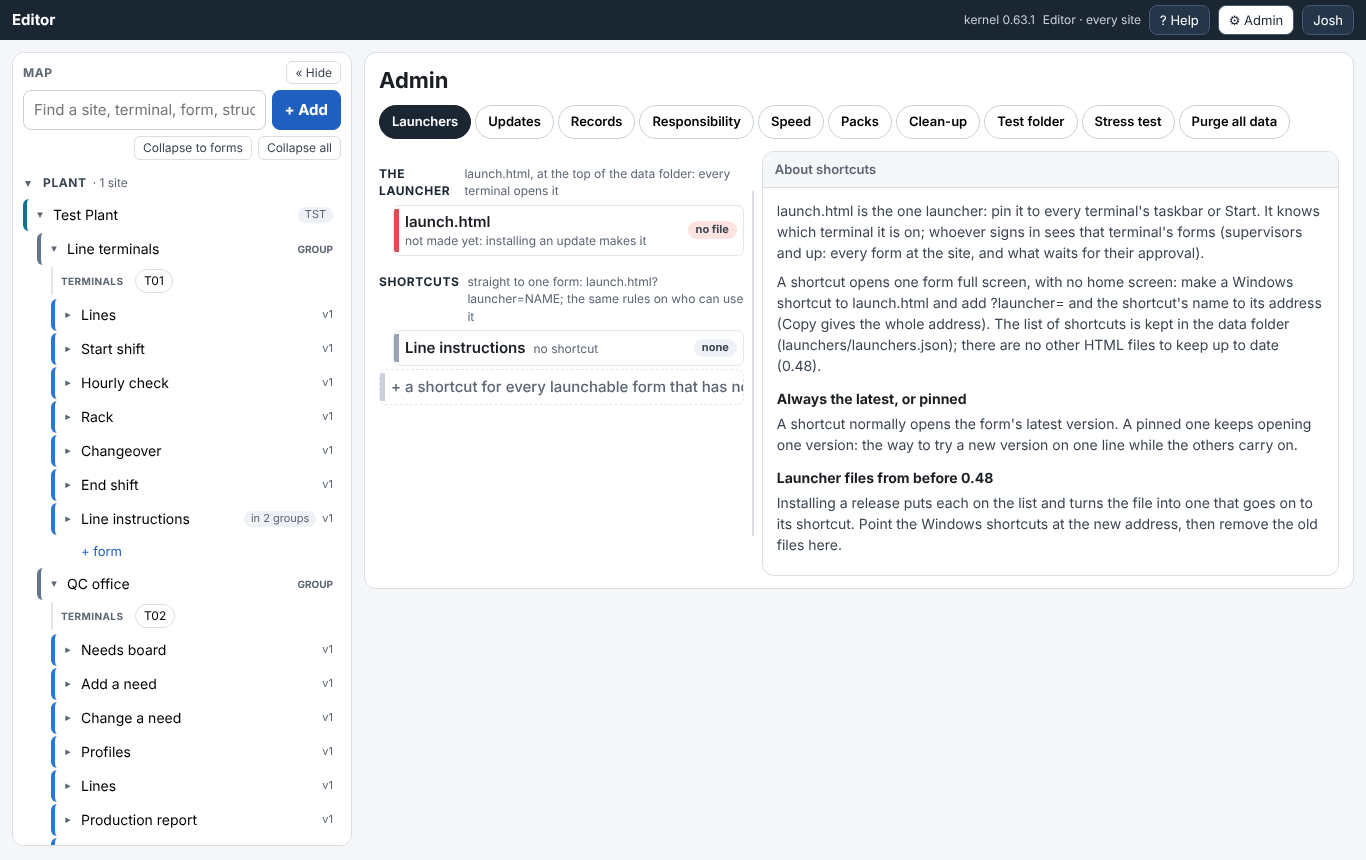 Editor
kernel 0.63.1 Editor · every site
? Help
⚙ Admin
Josh
MAP
« Hide
Find a site, terminal, form, struc
+ Add
Collapse to forms
Collapse all
PLANT · 1 site
Test Plant TST
Line terminals GROUP
TERMINALS T01
Lines v1
Start shift v1
Hourly check v1
Rack v1
Changeover v1
End shift v1
Line instructions in 2 groups v1
+ form
QC office GROUP
TERMINALS T02
Needs board v1
Add a need v1
Change a need v1
Profiles v1
Lines v1
Production report v1
Admin
Launchers
Updates
Records
Responsibility
Speed
Packs
Clean-up
Test folder
Stress test
Purge all data
THE LAUNCHER
launch.html, at the top of the data folder: every
terminal opens it
launch.html
not made yet: installing an update makes it
no file
SHORTCUTS
straight to one form: launch.html?
launcher=NAME; the same rules on who can use
it
Line instructions no shortcut
none
+ a shortcut for every launchable form that has
About shortcuts
launch.html is the one launcher: pin it to every terminal's taskbar or Start. It knows
which terminal it is on; whoever signs in sees that terminal's forms (supervisors
and up: every form at the site, and what waits for their approval).
A shortcut opens one form full screen, with no home screen: make a Windows
shortcut to launch.html and add ?launcher= and the shortcut's name to its address
(Copy gives the whole address). The list of shortcuts is kept in the data folder
(launchers/launchers.json); there are no other HTML files to keep up to date
(0.48).
Always the latest, or pinned
A shortcut normally opens the form's latest version. A pinned one keeps opening
one version: the way to try a new version on one line while the others carry on.
Launcher files from before 0.48
Installing a release puts each on the list and turns the file into one that goes on to
its shortcut. Point the Windows shortcuts at the new address, then remove the old
files here.